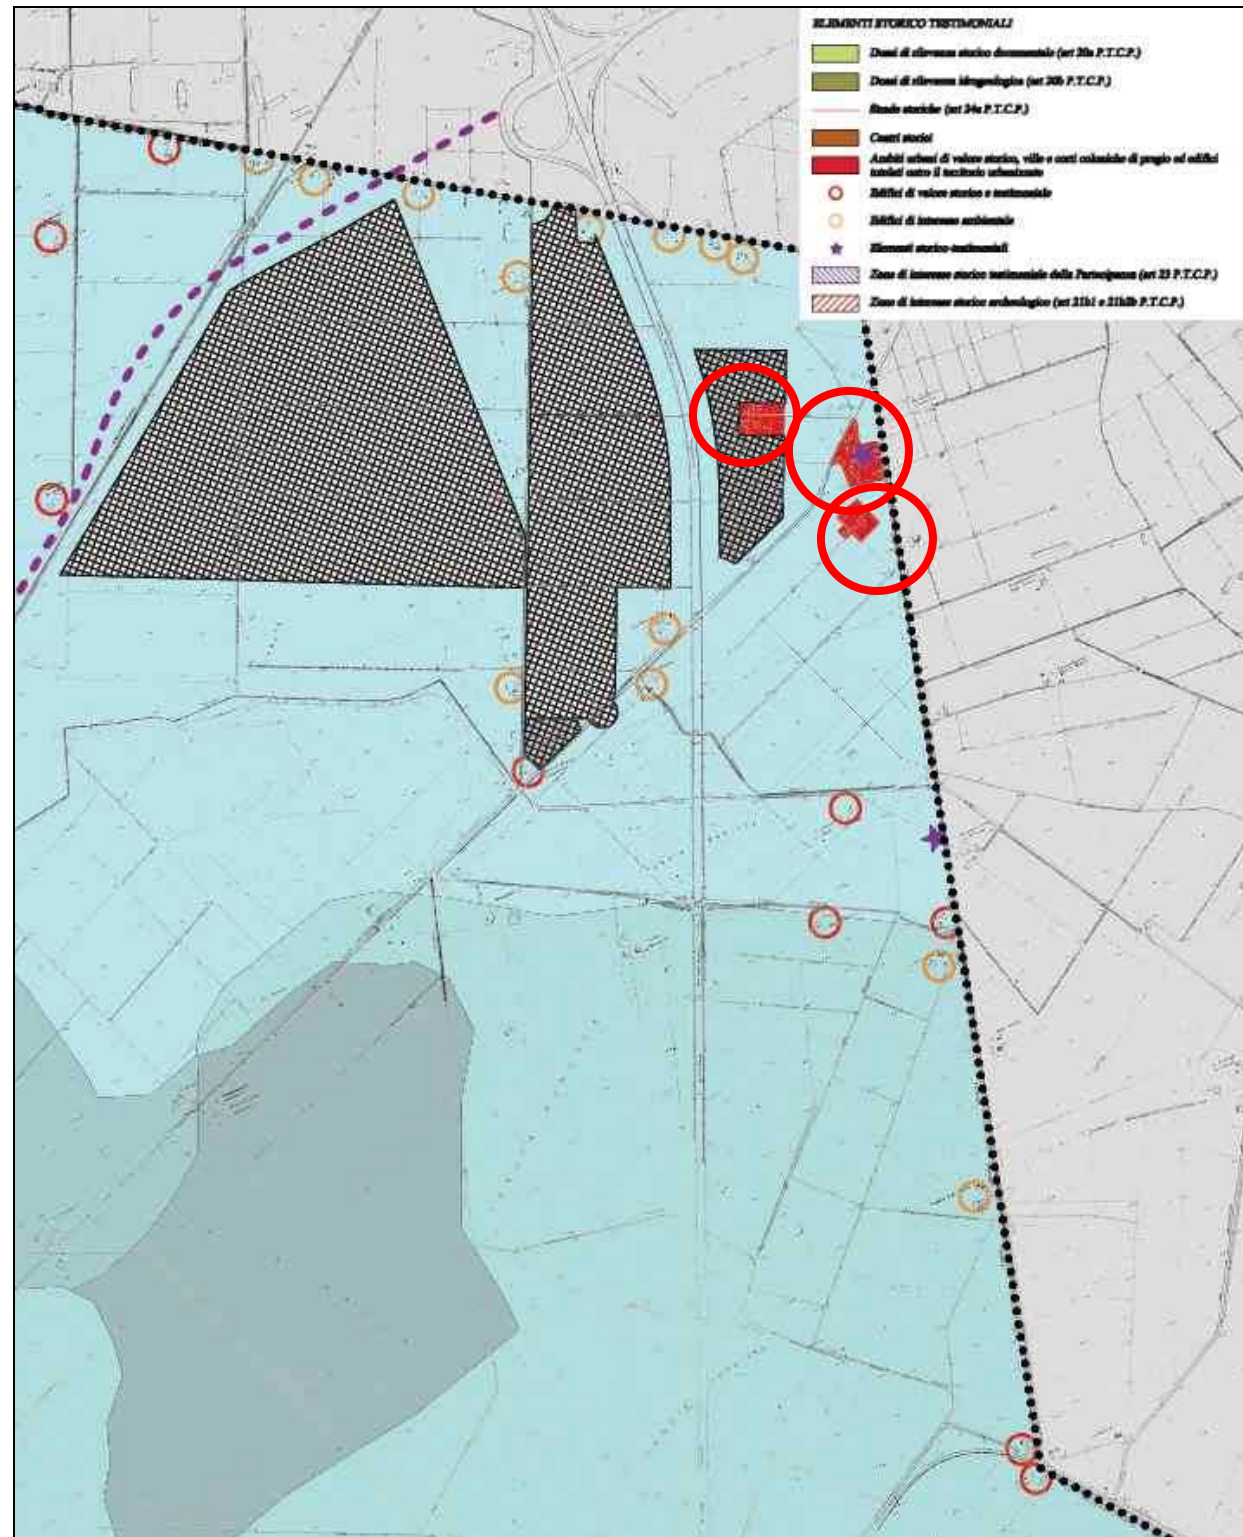 ELEMENTI STORICO TESTIMONIALI
Dossi di rilevanza storico documentale (art 20a P.T.C.P.)
Dossi di rilevanza idrogeologica (art 20b P.T.C.P.)
Strade storiche (art 24a P.T.C.P.)
Centri storici
Ambiti urbani di valore storico, ville e corti coloniche di pregio ed edifici
tutelati entro il territorio urbanizzato
Edifici di valore storico e testimoniale
Edifici di interesse ambientale
Elementi storico-testimoniali
Zone di interesse storico testimoniale della Partecipanza (art 23 P.T.C.P.)
Zone di interesse storico archeologico (art 21b1 e 21b2b P.T.C.P.)